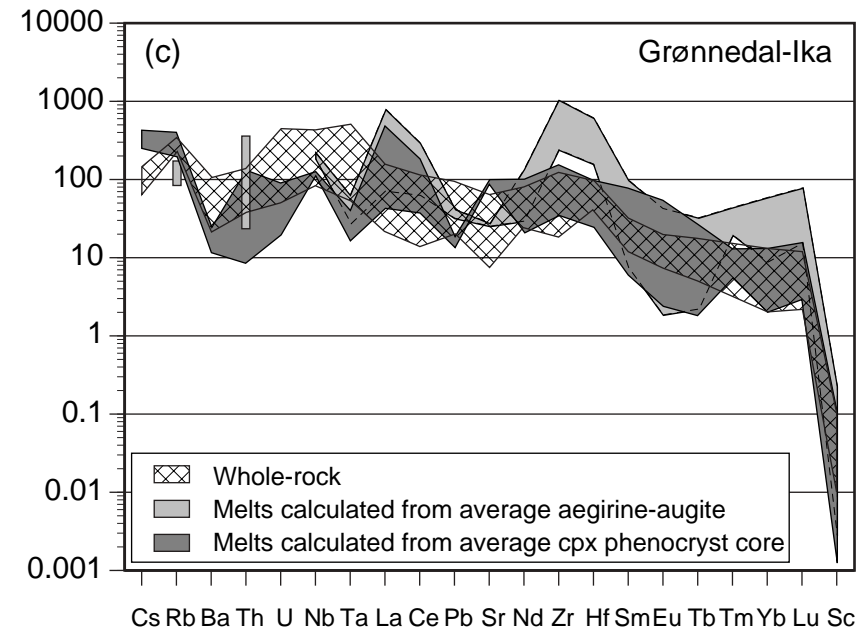 10000
(c)
Grønnedal-Ika
1000
100
10
1
0.1
0.01
0.001
Whole-rock
Melts calculated from average aegirine-augite
Melts calculated from average cpx phenocryst core
Cs Rb Ba Th U Nb Ta La Ce Pb Sr Nd Zr Hf Sm Eu Tb Tm Yb Lu Sc